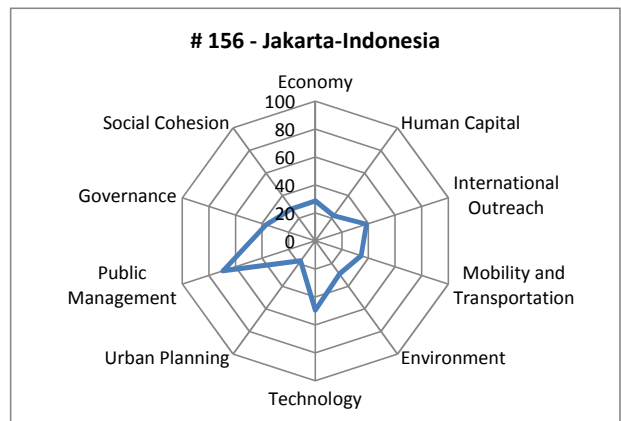 # 156 - Jakarta-Indonesia
Economy
Human Capital
International
Outreach
Mobility and
Transportation
Environment
Technology
Urban Planning
Public
Management
Governance
Social Cohesion
100
80
60
40
20
0